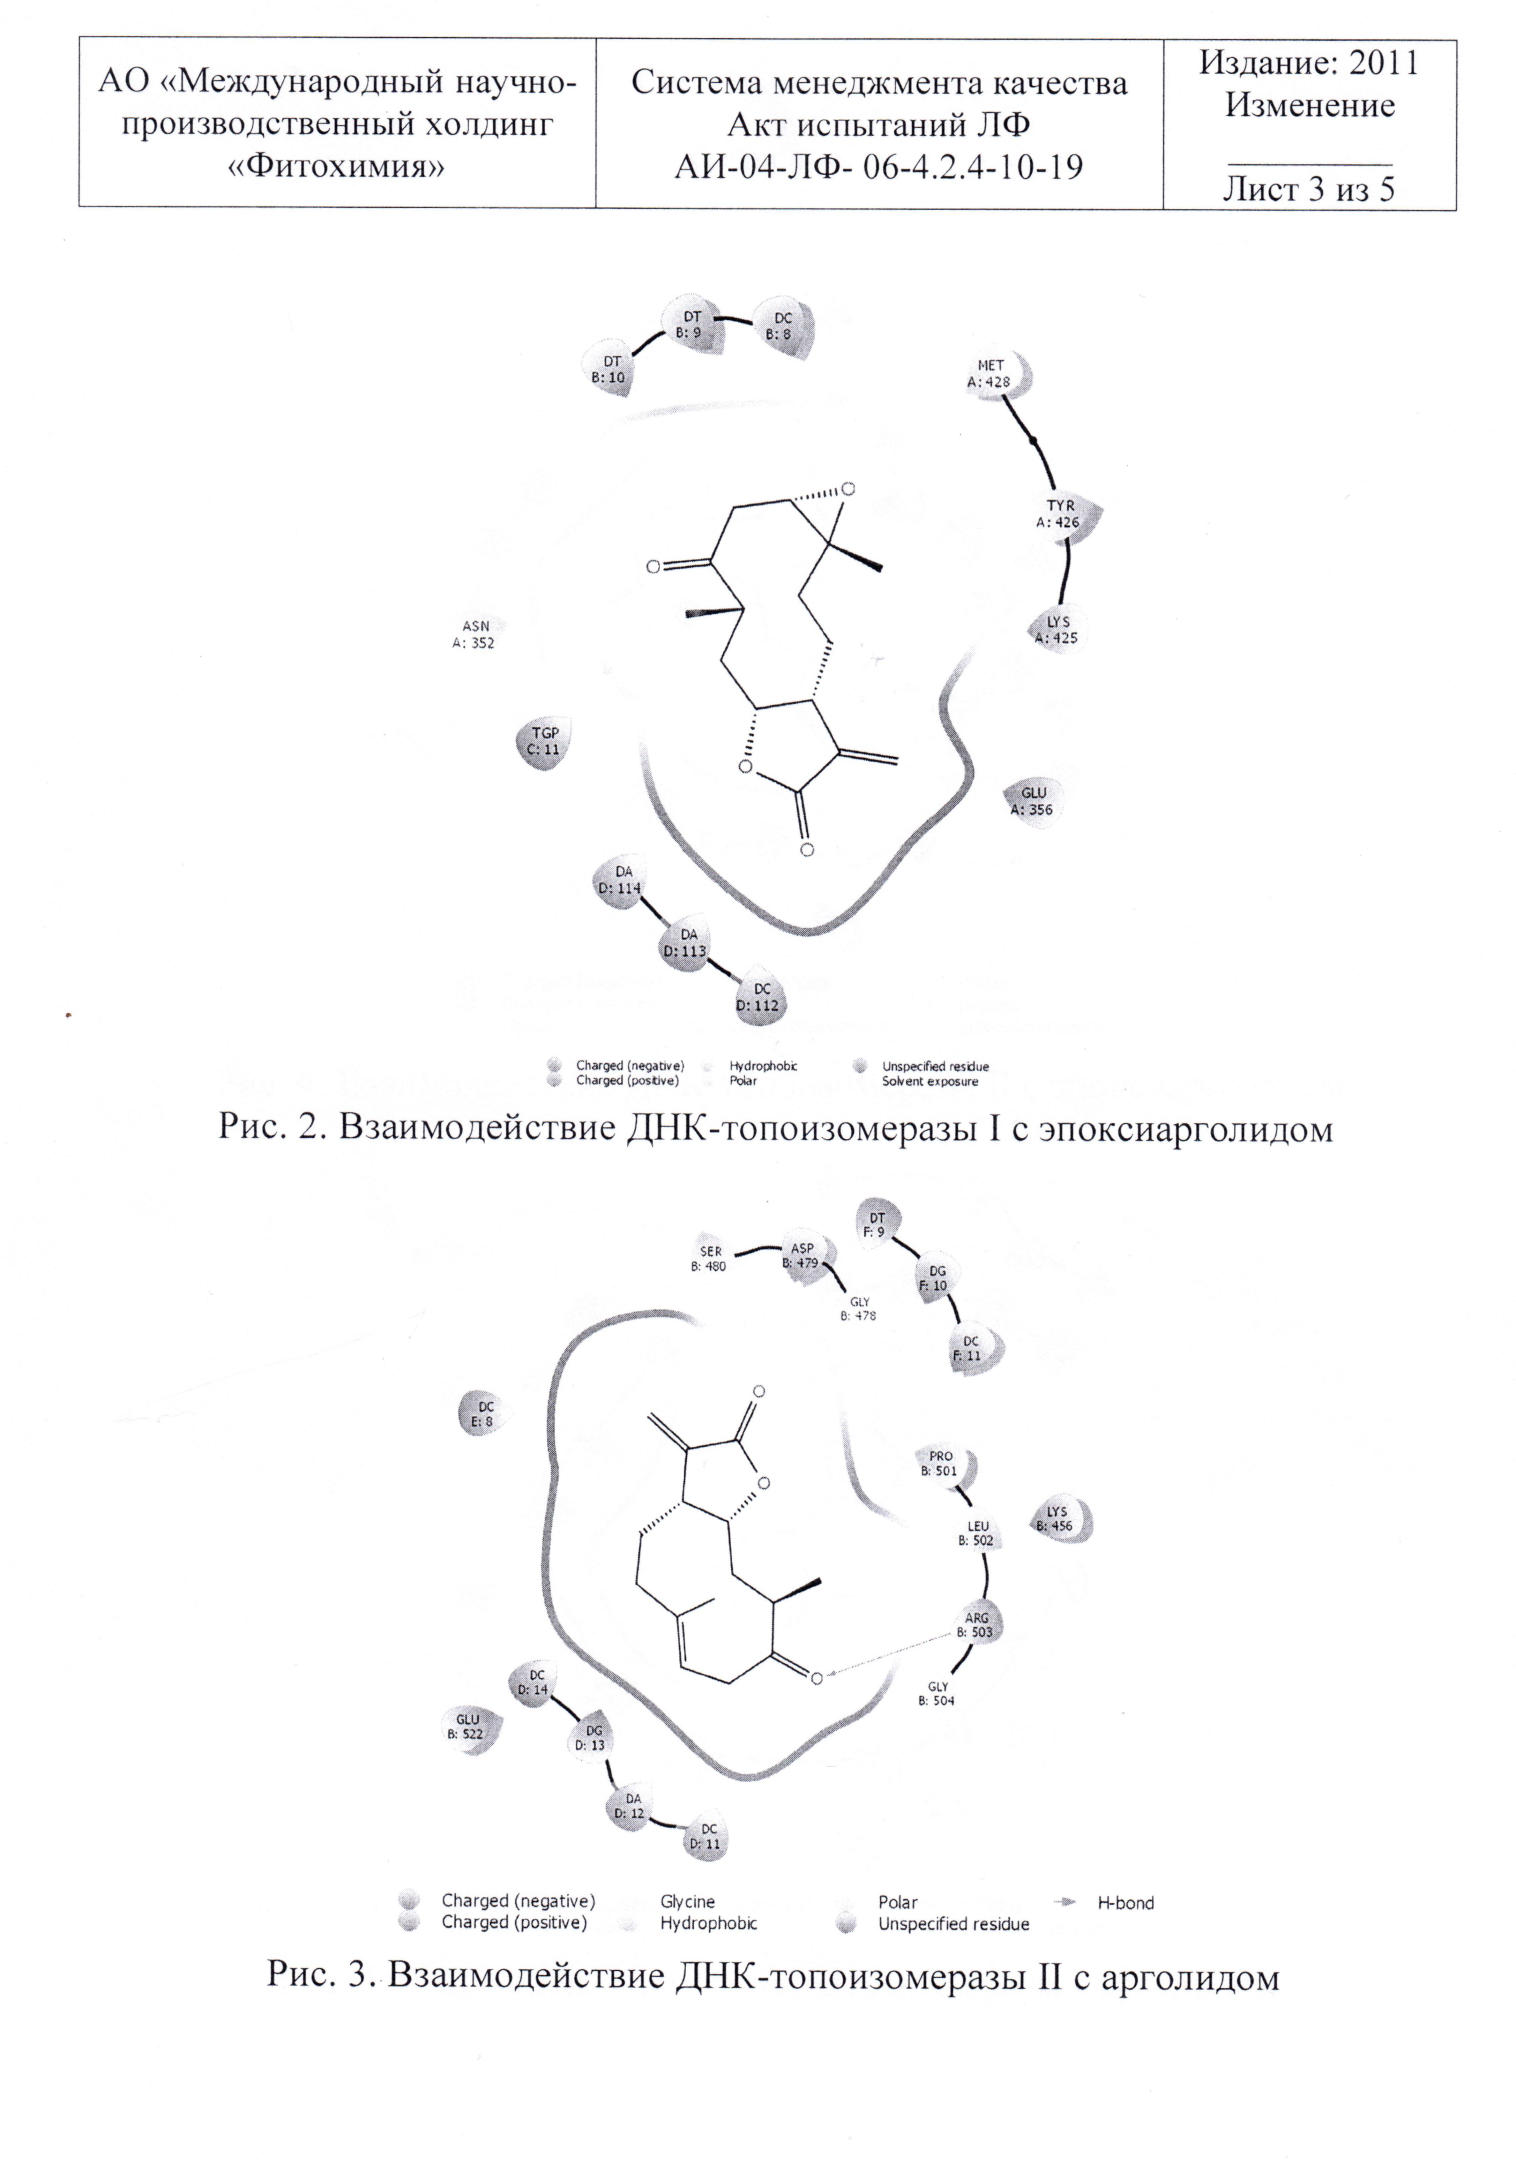 АО «Международный научно-
производственный холдинг
«Фитохимия»
Система менеджмента качества
Акт испытаний ЛФ
АИ-04-ЛФ- 06-4.2.4-10-19
Издание: 2011
Изменение
Лист 3 из 5
DT
B: 9
DC
B: 8
DT
B: 10
MET
A: 428
O
TYR
A: 426
O
ASN
A: 352
LYS
A: 425
TGP
C: 11
O
GLU
A: 356
O
DA
D: 114
DA
D: 113
DC
D: 112
Charged (negative)
Charged (positive)
Hydrophobic
Polar
Unspecified residue
Solvent exposure
Рис. 2. Взаимодействие ДНК-топоизомеразы I с эпоксиарголидом
DT
F: 9
SER
B: 480
ASP
B: 479
DG
F: 10
GLY
B: 478
DC
F: 11
O
DC
E: 8
PRO
B: 501
O
LYS
B: 456
LEU
B: 502
ARG
B: 503
O
DC
D: 14
GLY
B: 504
GLU
B: 522
DG
D: 13
DA
D: 12
DC
D: 11
Charged (negative)
Charged (positive)
Glycine
Hydrophobic
Polar
Unspecified residue
H-bond
Рис. 3. Взаимодействие ДНК-топоизомеразы II с арголидом